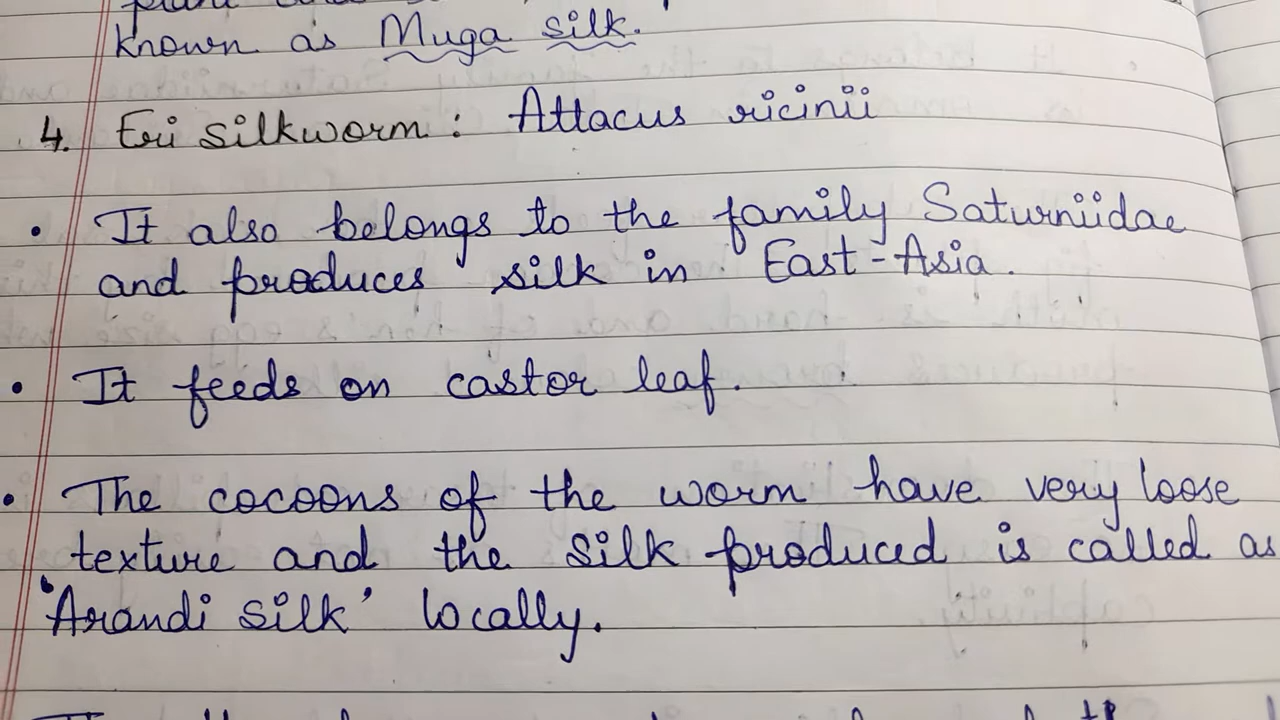 known as Muga silk.
4. Eri silkworm : Attacus ricinii
• It also belongs to the family Saturniidae
and produces silk in East-Asia.
• It feeds on castor leaf.
• The cocoons of the worm have very loose
texture and the silk produced is called as
'Arandi silk' locally.